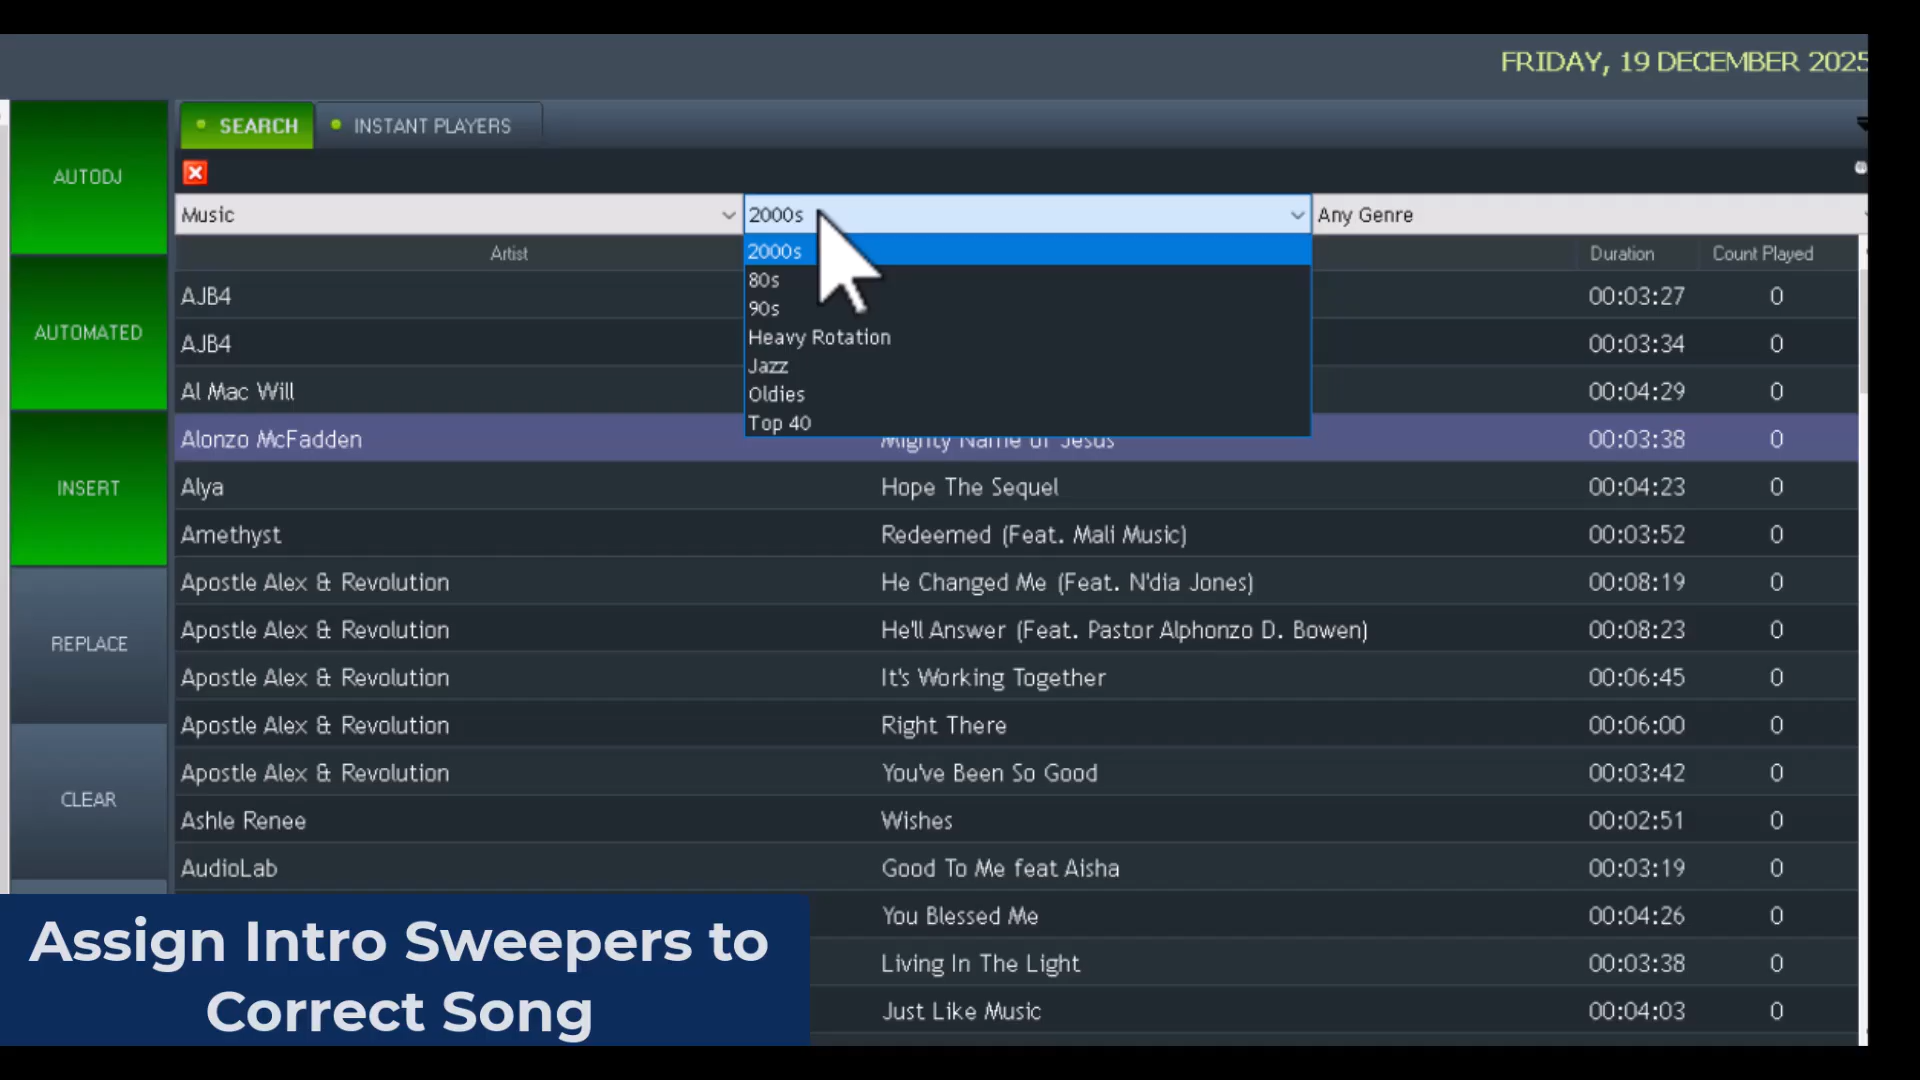 FRIDAY, 19 DECEMBER 2025
SEARCH
INSTANT PLAYERS
AUTODJ
AUTOMATED
INSERT
REPLACE
CLEAR
Music
2000s
Any Genre
2000s
80s
90s
Heavy Rotation
Jazz
Oldies
Top 40
Artist Duration Count Played
AJB4 00:03:27 0
AJB4 00:03:34 0
Al Mac Will 00:04:29 0
Alonzo McFadden Mighty Name of Jesus 00:03:38 0
Alya Hope The Sequel 00:04:23 0
Amethyst Redeemed (Feat. Mali Music) 00:03:52 0
Apostle Alex & Revolution He Changed Me (Feat. N'dia Jones) 00:08:19 0
Apostle Alex & Revolution He'll Answer (Feat. Pastor Alphonzo D. Bowen) 00:08:23 0
Apostle Alex & Revolution It's Working Together 00:06:45 0
Apostle Alex & Revolution Right There 00:06:00 0
Apostle Alex & Revolution You've Been So Good 00:03:42 0
Ashle Renee Wishes 00:02:51 0
AudioLab Good To Me feat Aisha 00:03:19 0
You Blessed Me 00:04:26 0
Living In The Light 00:03:38 0
Just Like Music 00:04:03 0
Assign Intro Sweepers to
Correct Song